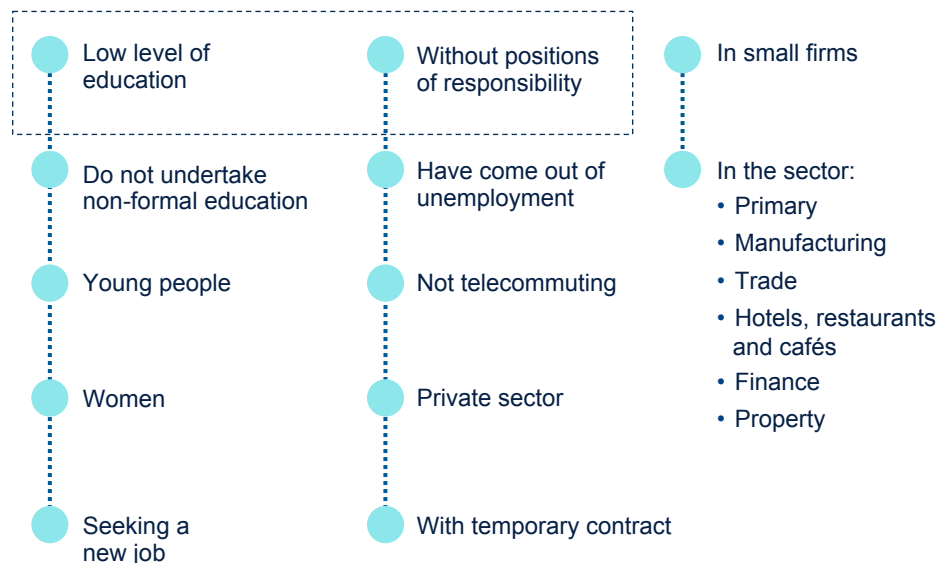 Low level of
education
Do not undertake
non-formal education
Young people
Women
Seeking a
new job
Without positions
of responsibility
Have come out of
unemployment
Not telecommuting
Private sector
With temporary contract
In small firms
In the sector:
• Primary
• Manufacturing
• Trade
• Hotels, restaurants
and cafés
• Finance
• Property